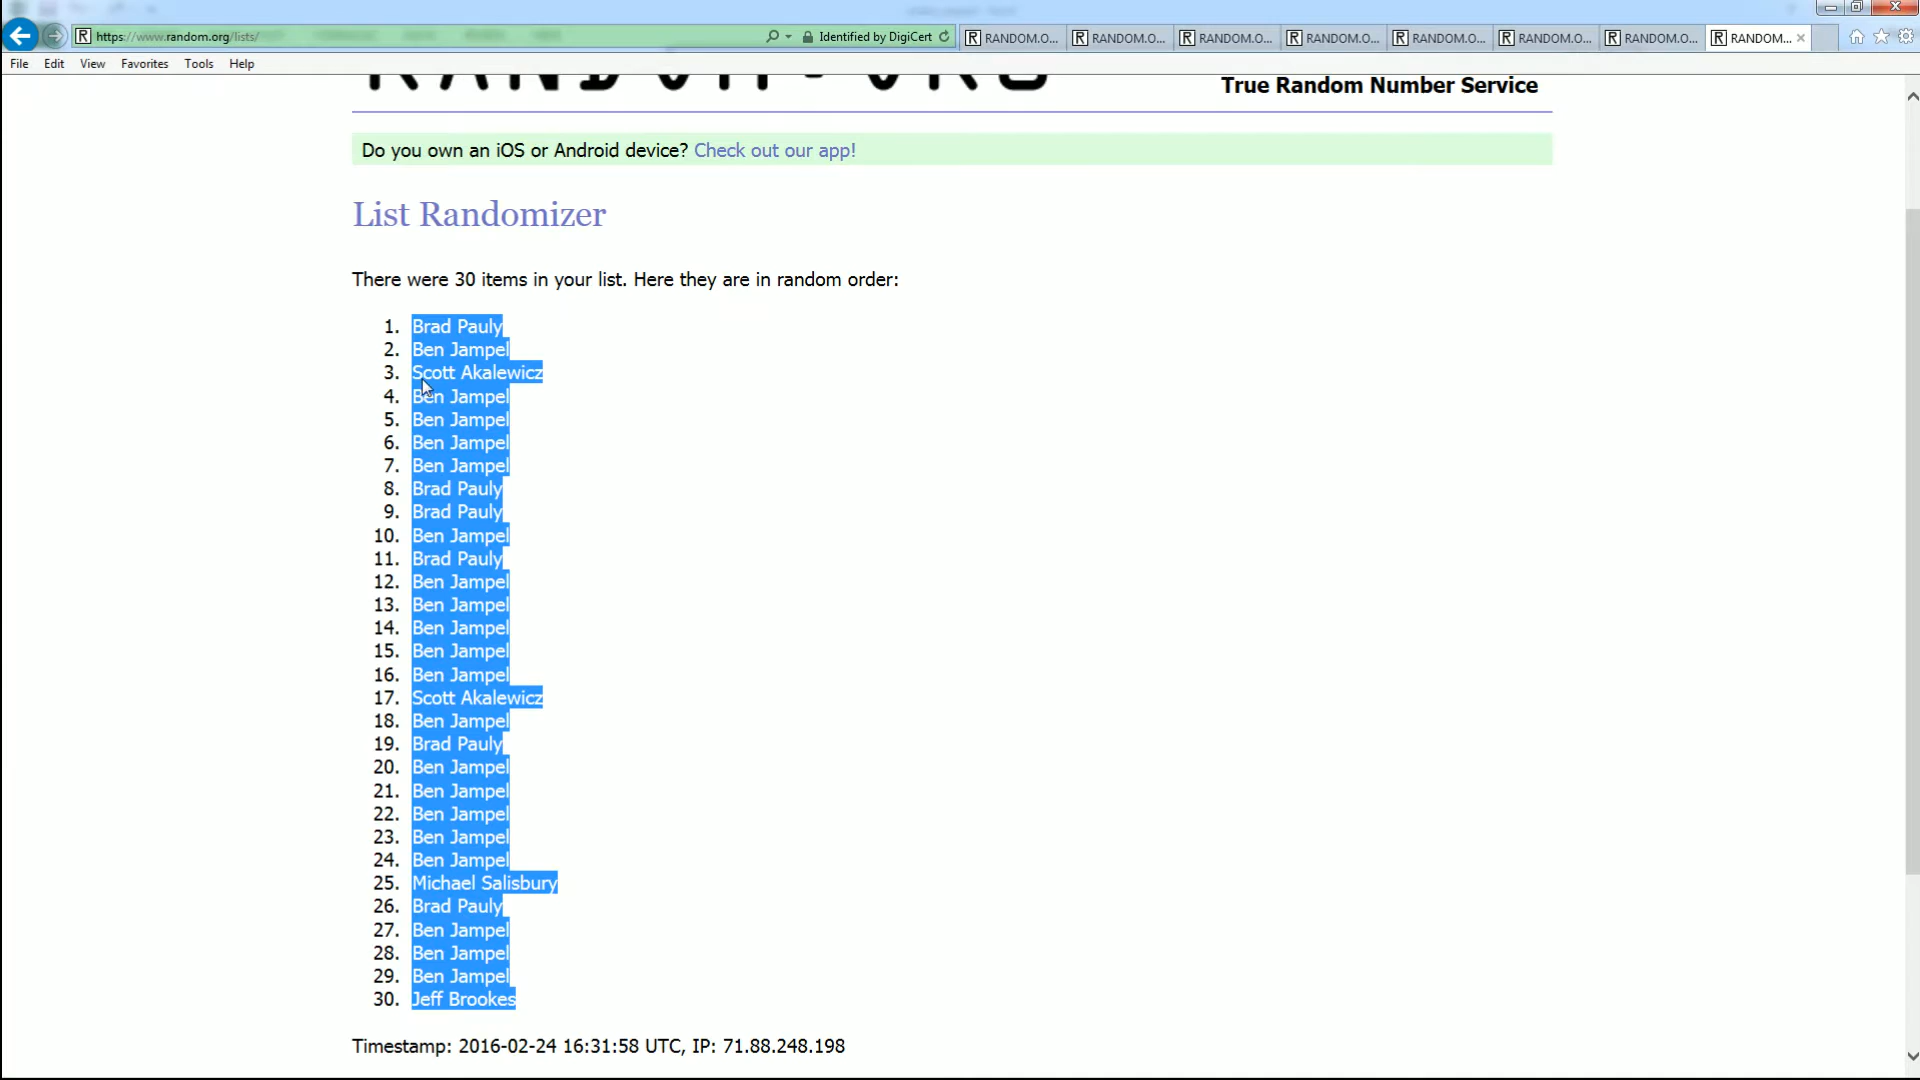 https://www.random.org/lists/
Identified by DigiCert
RANDOM.O...
RANDOM.O...
RANDOM.O...
RANDOM.O...
RANDOM.O...
RANDOM.O...
RANDOM.O...
RANDOM...
File Edit View Favorites Tools Help
RANDOM.ORG
True Random Number Service
Do you own an iOS or Android device? Check out our app!
List Randomizer
There were 30 items in your list. Here they are in random order:
1. Brad Pauly
2. Ben Jampel
3. Scott Akalewicz
4. Ben Jampel
5. Ben Jampel
6. Ben Jampel
7. Ben Jampel
8. Brad Pauly
9. Brad Pauly
10. Ben Jampel
11. Brad Pauly
12. Ben Jampel
13. Ben Jampel
14. Ben Jampel
15. Ben Jampel
16. Ben Jampel
17. Scott Akalewicz
18. Ben Jampel
19. Brad Pauly
20. Ben Jampel
21. Ben Jampel
22. Ben Jampel
23. Ben Jampel
24. Ben Jampel
25. Michael Salisbury
26. Brad Pauly
27. Ben Jampel
28. Ben Jampel
29. Ben Jampel
30. Jeff Brookes
Timestamp: 2016-02-24 16:31:58 UTC, IP: 71.88.248.198